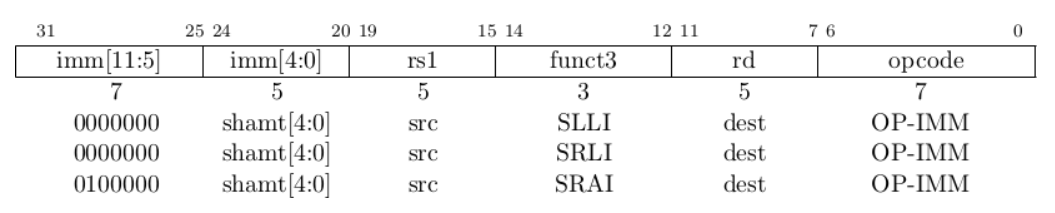 31 25 24 20 19 15 14 12 11 7 6 0
imm[11:5] imm[4:0] rs1 funct3 rd opcode
7 5 5 3 5 7
0000000 shamt[4:0] src SLLI dest OP-IMM
0000000 shamt[4:0] src SRLI dest OP-IMM
0100000 shamt[4:0] src SRAI dest OP-IMM